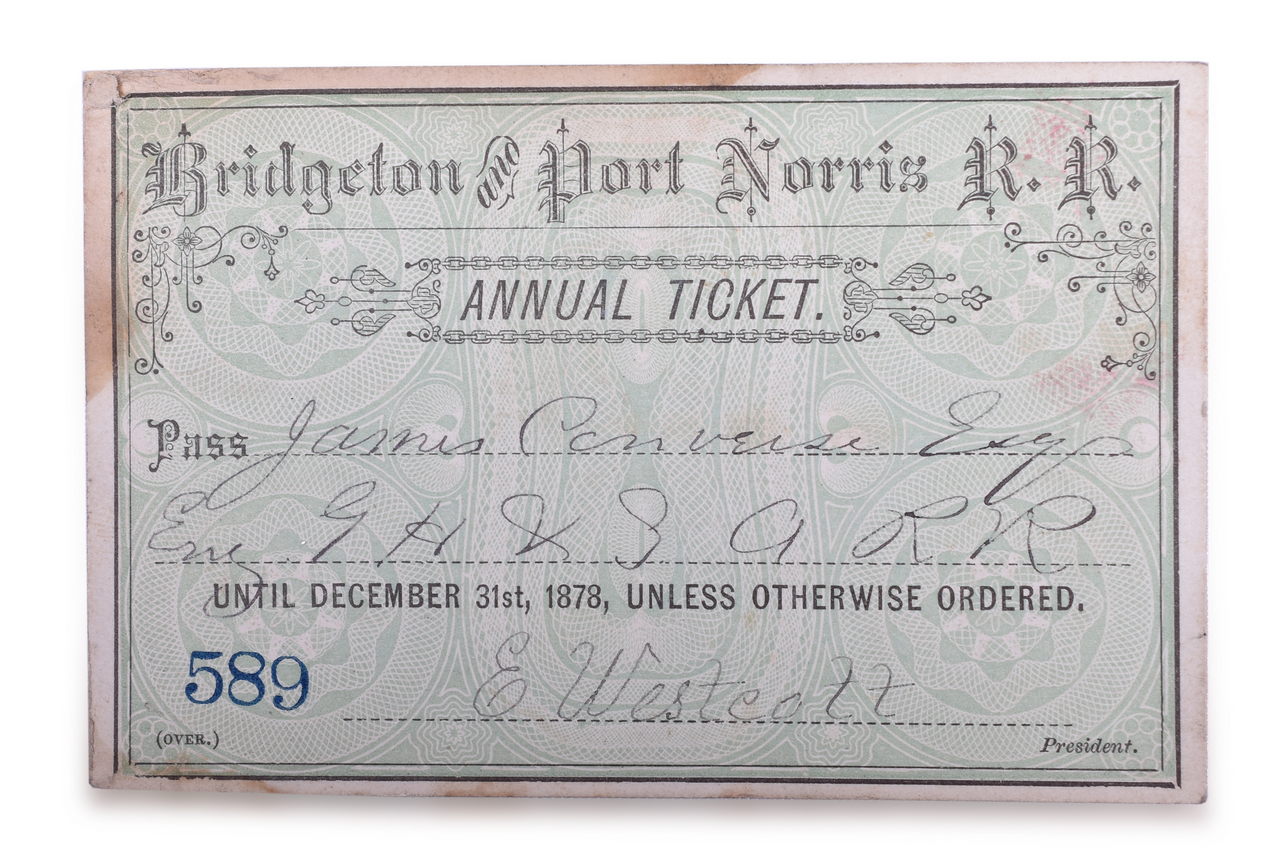 Bridgeton and Port Norris R. R.
ANNUAL TICKET.
Pass James Converse Esq
Eng. G H & S A R R
UNTIL DECEMBER 31st, 1878, UNLESS OTHERWISE ORDERED.
589
E Westcott
(OVER.)
President.